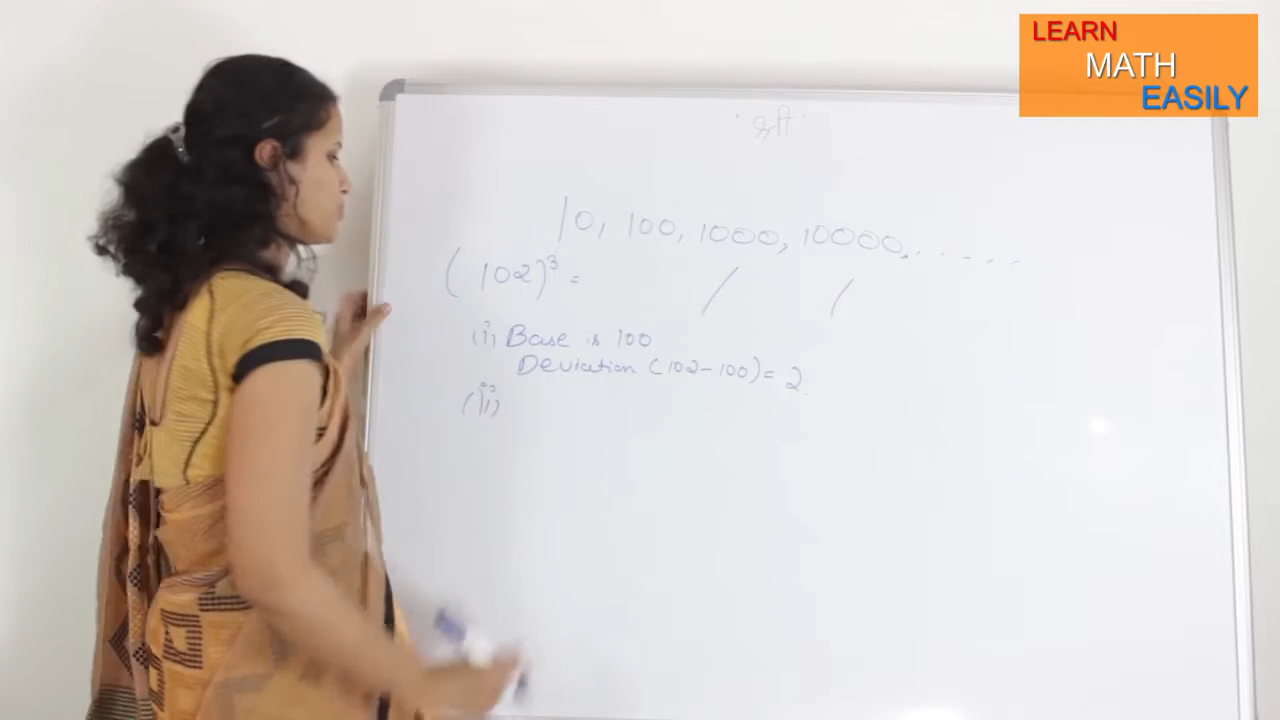 LEARN
MATH
EASILY
श्री
10, 100, 1000, 10000, . . - - -
(102)³ = / /
(i) Base is 100
Deviation (102-100) = 2
(ii)